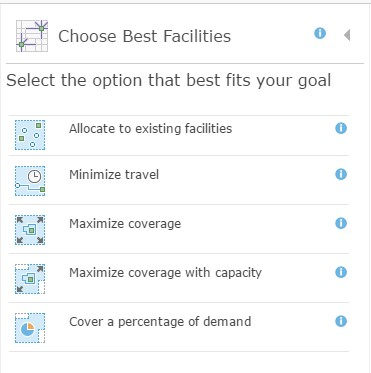 Choose Best Facilities
Select the option that best fits your goal
Allocate to existing facilities
Minimize travel
Maximize coverage
Maximize coverage with capacity
Cover a percentage of demand